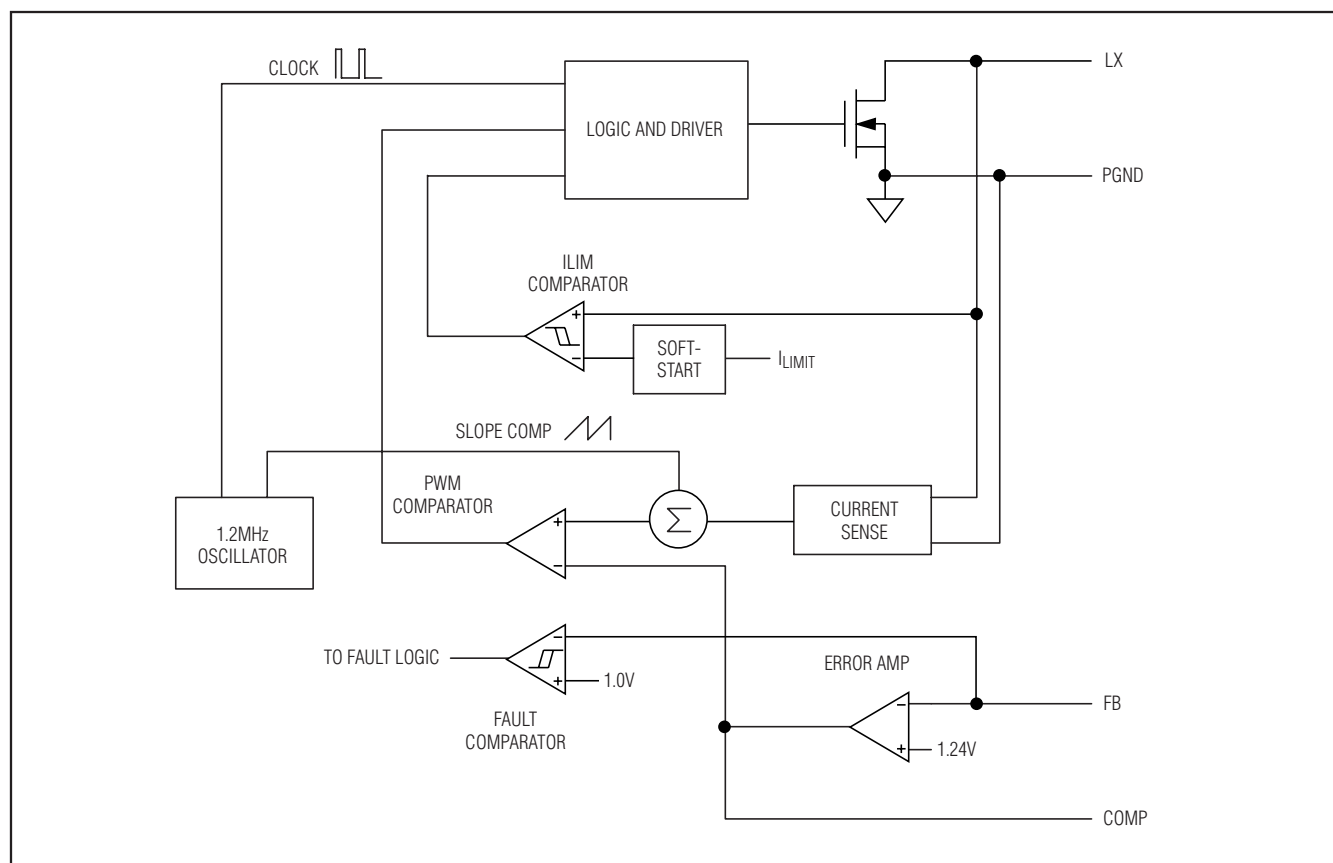 CLOCK
LOGIC AND DRIVER
LX
PGND
ILIM
COMPARATOR
+
−
SOFT-
START
ILIMIT
SLOPE COMP
PWM
COMPARATOR
1.2MHz
OSCILLATOR
+
−
Σ
CURRENT
SENSE
TO FAULT LOGIC
−
+
1.0V
FAULT
COMPARATOR
ERROR AMP
−
+
1.24V
FB
COMP